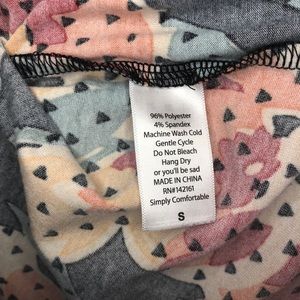 96% Polyester
4% Spandex
Machine Wash Cold
Gentle Cycle
Do Not Bleach
Hang Dry
or you'll be sad
MADE IN CHINA
RN#142161
Simply Comfortable
S